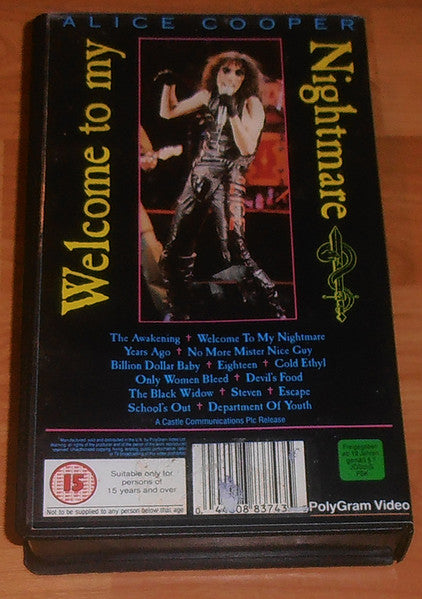 ALICE COOPER
Welcome to my
Nightmare
The Awakening † Welcome To My Nightmare
Years Ago † No More Mister Nice Guy
Billion Dollar Baby † Eighteen † Cold Ethyl
Only Women Bleed † Devil's Food
The Black Widow † Steven † Escape
School's Out † Department Of Youth
A Castle Communications Plc Release
15
Suitable only for
persons of
15 years and over
Not to be supplied to any person below that age
PolyGram Video